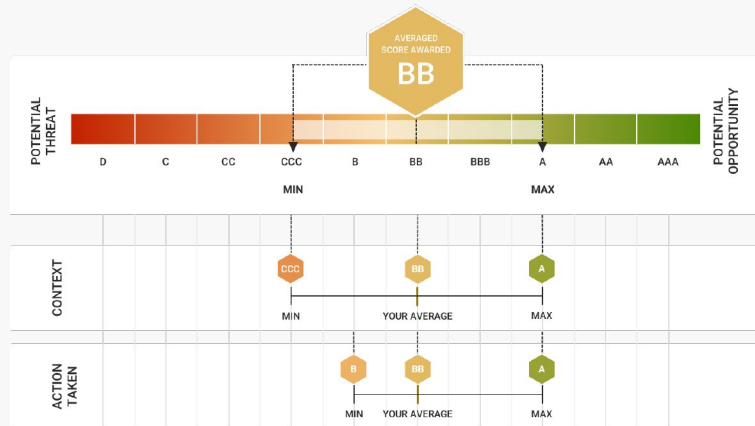 AVERAGED
SCORE AWARDED
BB
POTENTIAL
THREAT
POTENTIAL
OPPORTUNITY
D C CC CCC B BB BBB A AA AAA
MIN MAX
CONTEXT
CCC BB A
MIN YOUR AVERAGE MAX
ACTION
TAKEN
B BB A
MIN YOUR AVERAGE MAX